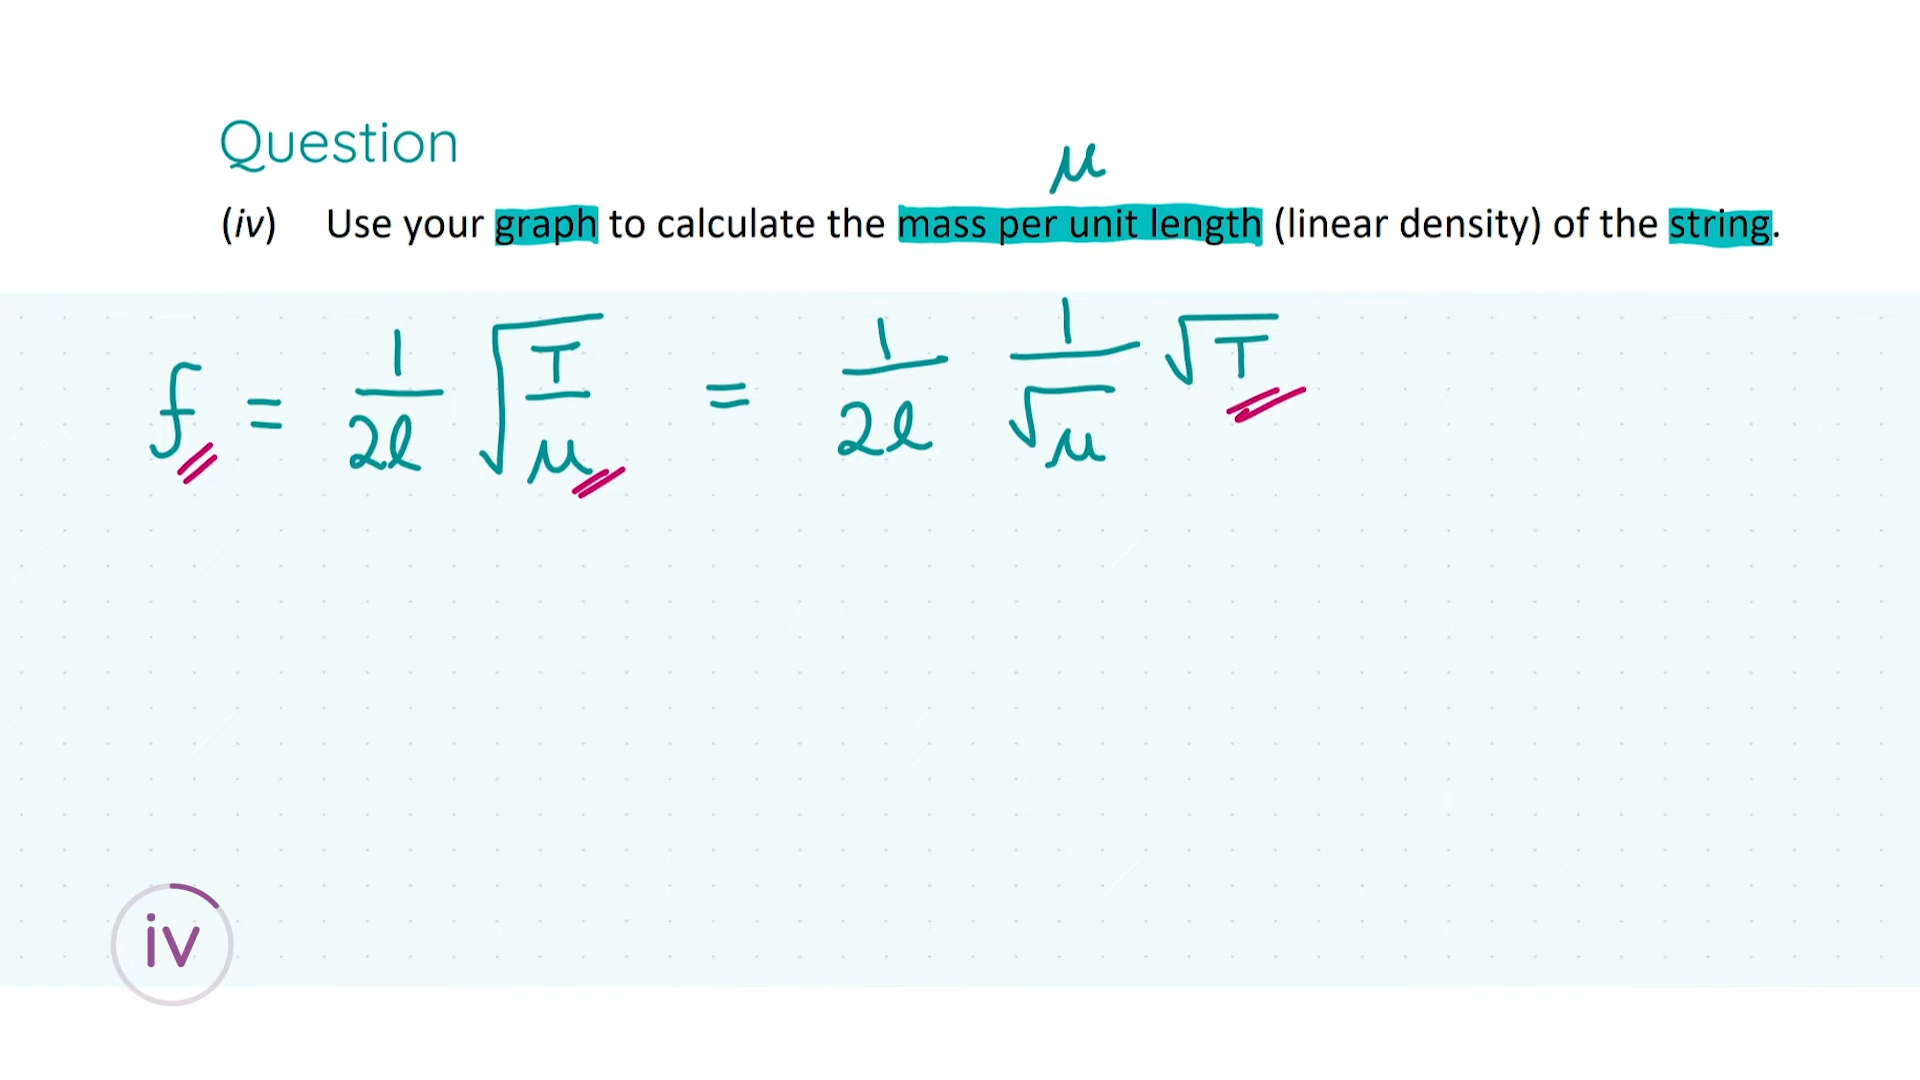 Question
μ
(iv) Use your graph to calculate the mass per unit length (linear density) of the string.
f = 1/2ℓ √(T/μ) = 1/2ℓ 1/√μ √T
iv